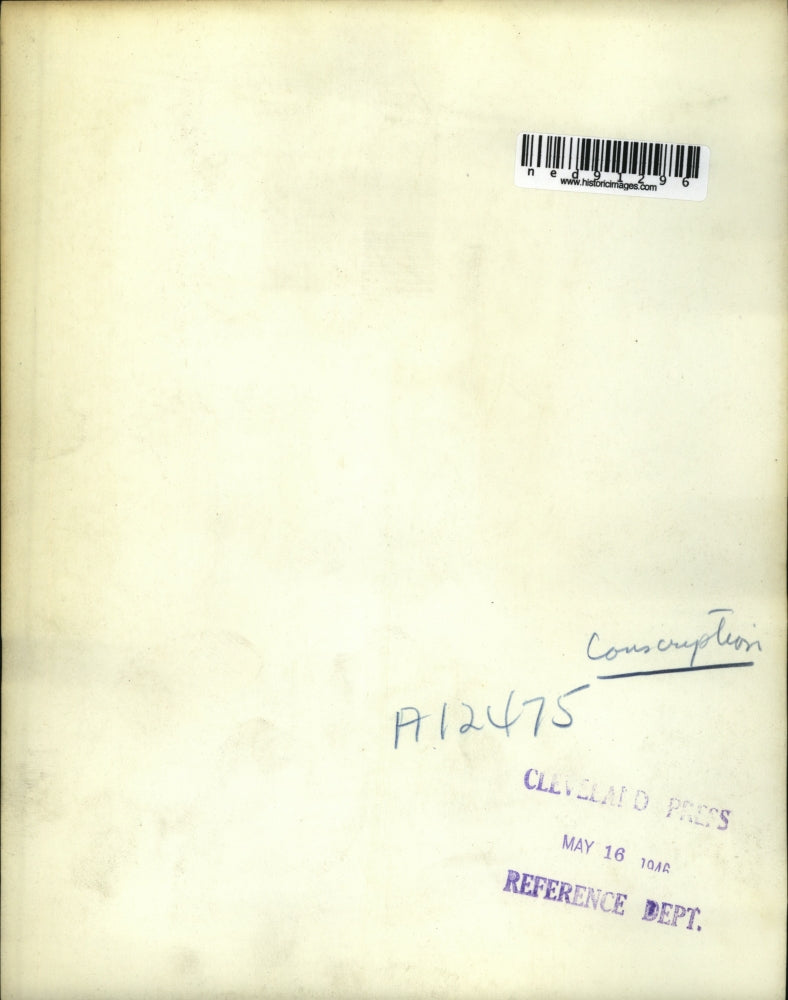 ned91296
www.historicimages.com
Conscription
A12475
CLEVELAND PRESS
MAY 16 1946
REFERENCE DEPT.